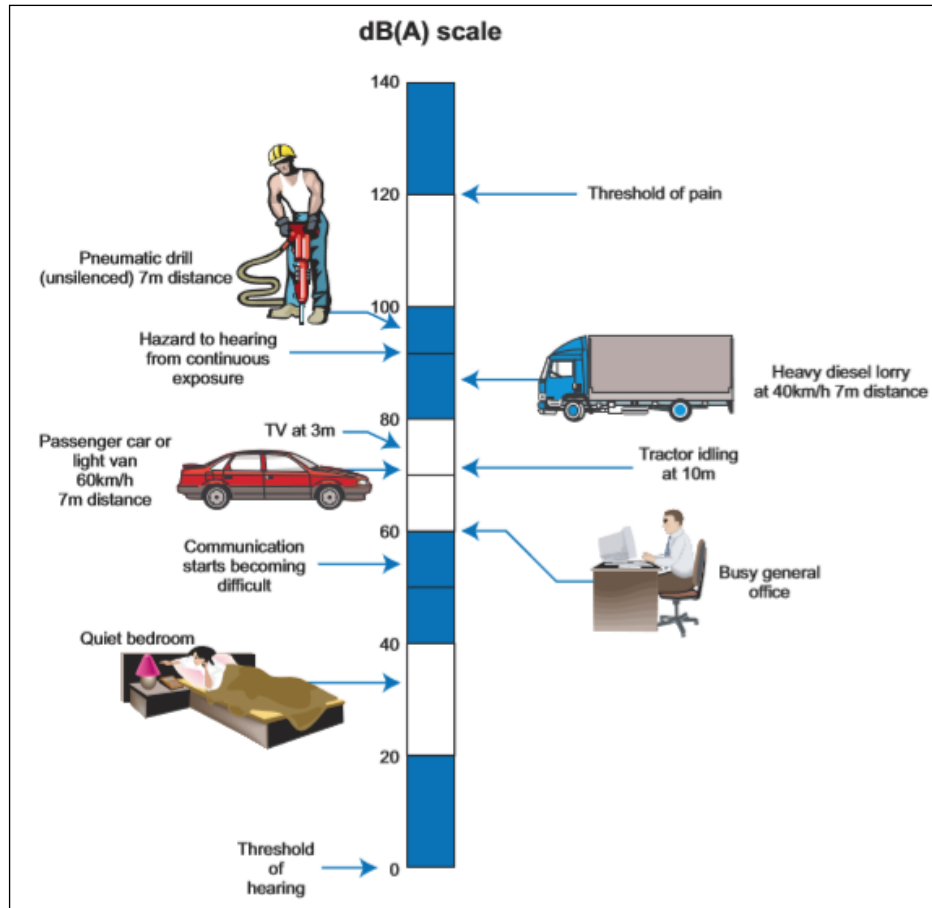 dB(A) scale
140
120
Threshold of pain
Pneumatic drill
(unsilenced) 7m distance
100
Hazard to hearing
from continuous
exposure
Heavy diesel lorry
at 40km/h 7m distance
80
TV at 3m
Passenger car or
light van
60km/h
7m distance
Tractor idling
at 10m
60
Communication
starts becoming
difficult
Busy general
office
40
Quiet bedroom
20
Threshold
of
hearing
0